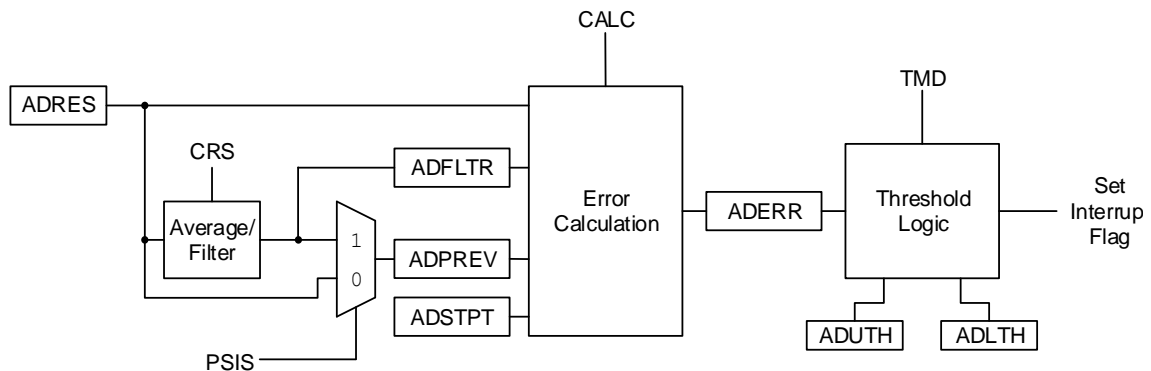 CALC
TMD
ADRES
CRS
ADFLTR
Average/
Filter
1
0
ADPREV
ADSTPT
PSIS
Error
Calculation
ADERR
Threshold
Logic
Set
Interrup
Flag
ADUTH
ADLTH